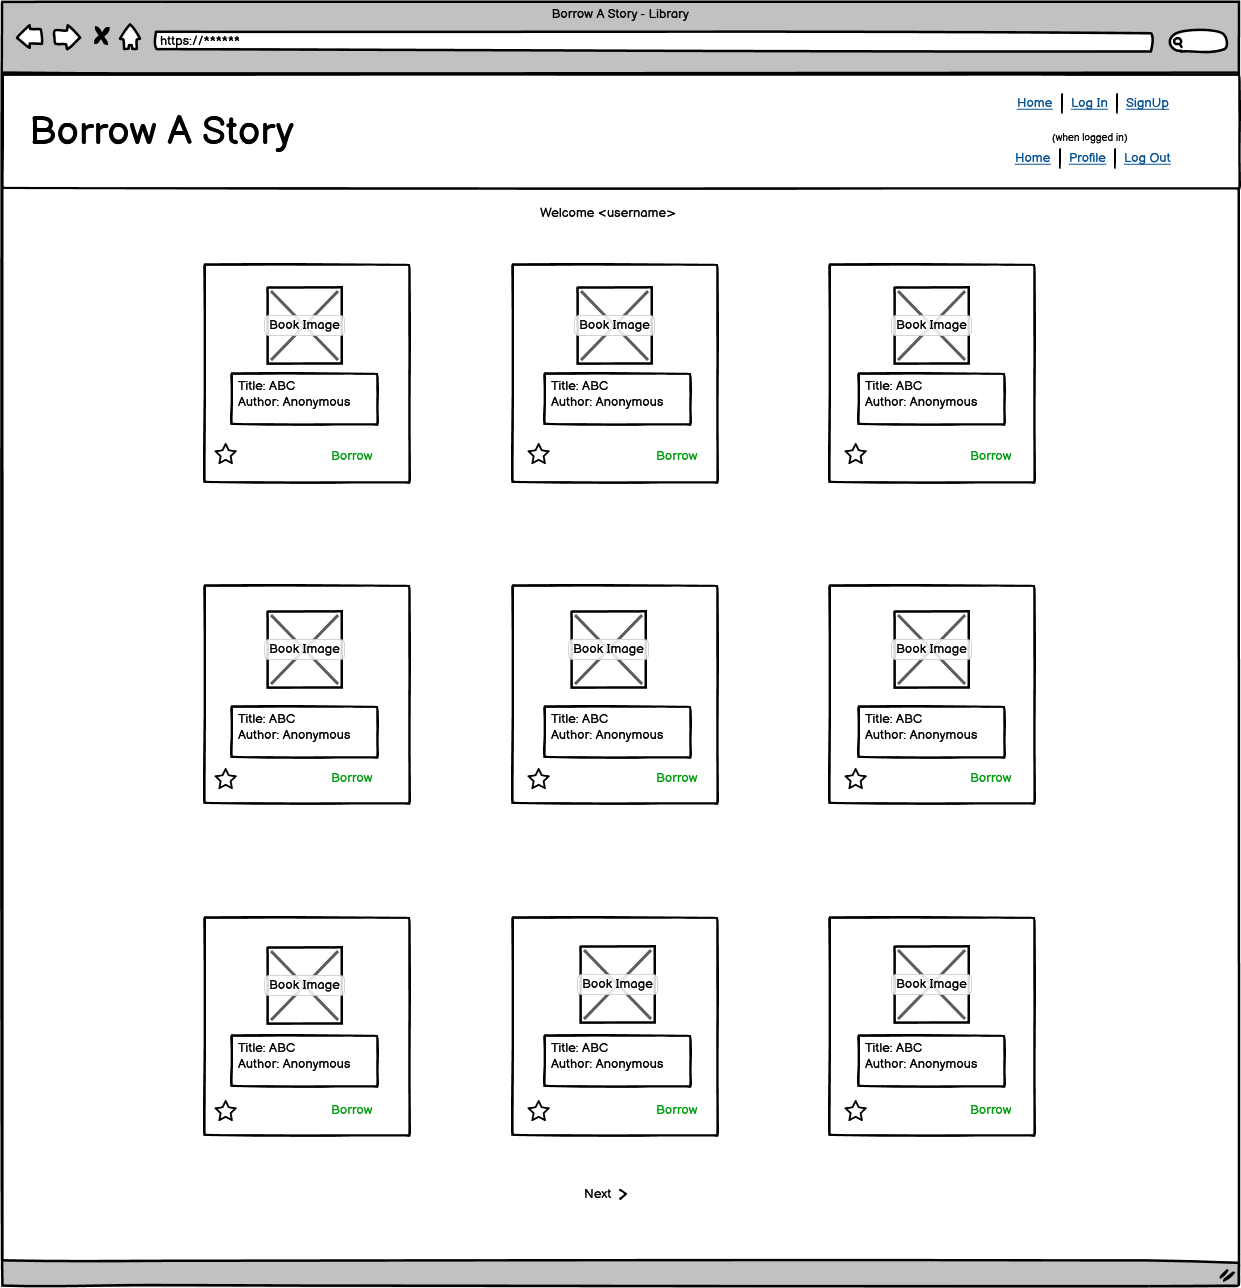 Borrow A Story - Library
https://******
Borrow A Story
Home | Log In | SignUp
(when logged in)
Home | Profile | Log Out
Welcome <username>
Book Image
Title: ABC
Author: Anonymous
Borrow
Book Image
Title: ABC
Author: Anonymous
Borrow
Book Image
Title: ABC
Author: Anonymous
Borrow
Book Image
Title: ABC
Author: Anonymous
Borrow
Book Image
Title: ABC
Author: Anonymous
Borrow
Book Image
Title: ABC
Author: Anonymous
Borrow
Book Image
Title: ABC
Author: Anonymous
Borrow
Book Image
Title: ABC
Author: Anonymous
Borrow
Book Image
Title: ABC
Author: Anonymous
Borrow
Next